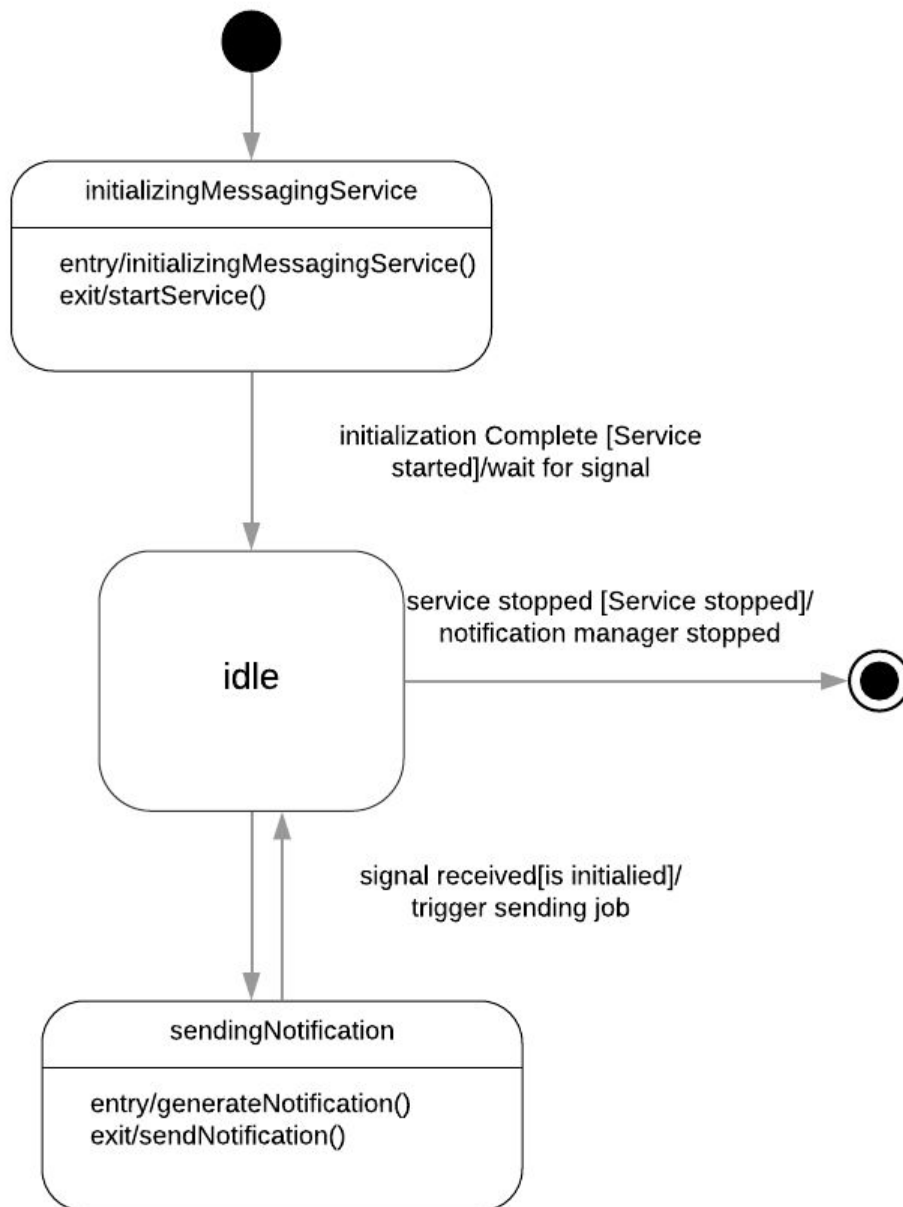 initializingMessagingService
entry/initializingMessagingService()
exit/startService()
initialization Complete [Service
started]/wait for signal
idle
service stopped [Service stopped]/
notification manager stopped
signal received[is initialied]/
trigger sending job
sendingNotification
entry/generateNotification()
exit/sendNotification()